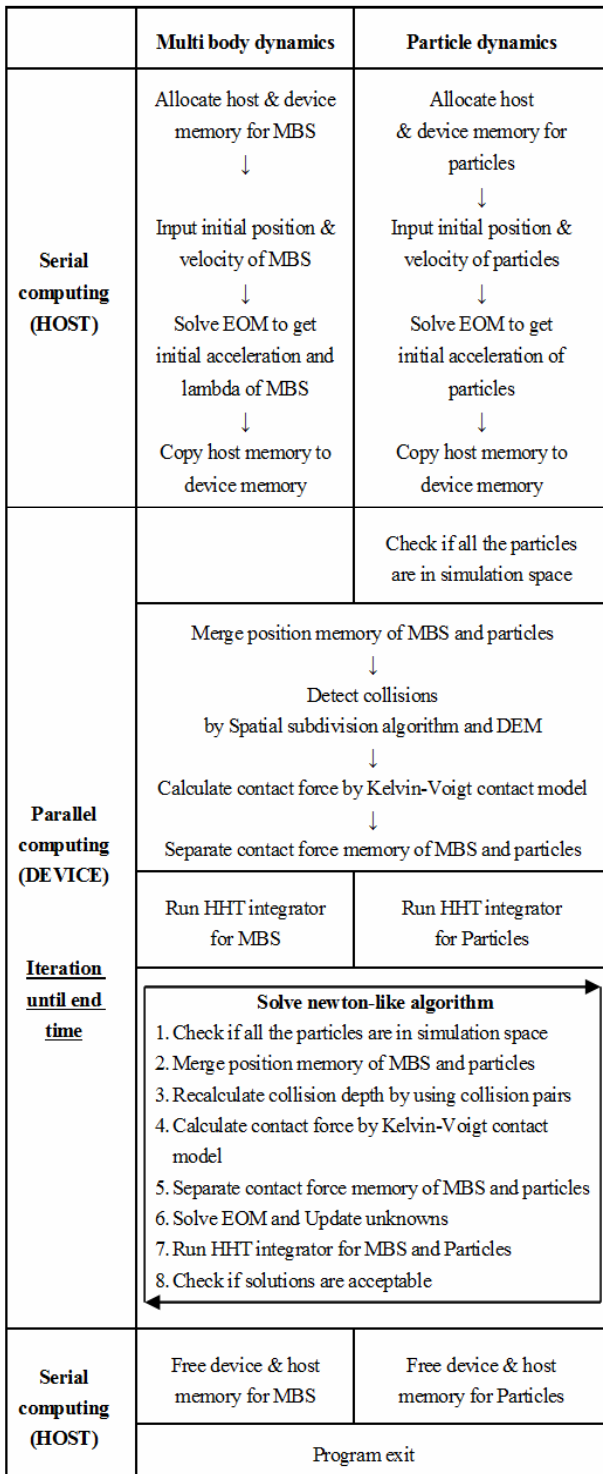 Multi body dynamics
Particle dynamics
Serial
computing
(HOST)
Allocate host & device
memory for MBS
↓
Input initial position &
velocity of MBS
↓
Solve EOM to get
initial acceleration and
lambda of MBS
↓
Copy host memory to
device memory
Allocate host
& device memory for
particles
↓
Input initial position &
velocity of particles
↓
Solve EOM to get
initial acceleration of
particles
↓
Copy host memory to
device memory
Parallel
computing
(DEVICE)
Iteration
until end
time
Check if all the particles
are in simulation space
Merge position memory of MBS and particles
↓
Detect collisions
by Spatial subdivision algorithm and DEM
↓
Calculate contact force by Kelvin-Voigt contact model
↓
Separate contact force memory of MBS and particles
Run HHT integrator
for MBS
Run HHT integrator
for Particles
Solve newton-like algorithm
1. Check if all the particles are in simulation space
2. Merge position memory of MBS and particles
3. Recalculate collision depth by using collision pairs
4. Calculate contact force by Kelvin-Voigt contact
model
5. Separate contact force memory of MBS and particles
6. Solve EOM and Update unknowns
7. Run HHT integrator for MBS and Particles
8. Check if solutions are acceptable
Serial
computing
(HOST)
Free device & host
memory for MBS
Free device & host
memory for Particles
Program exit